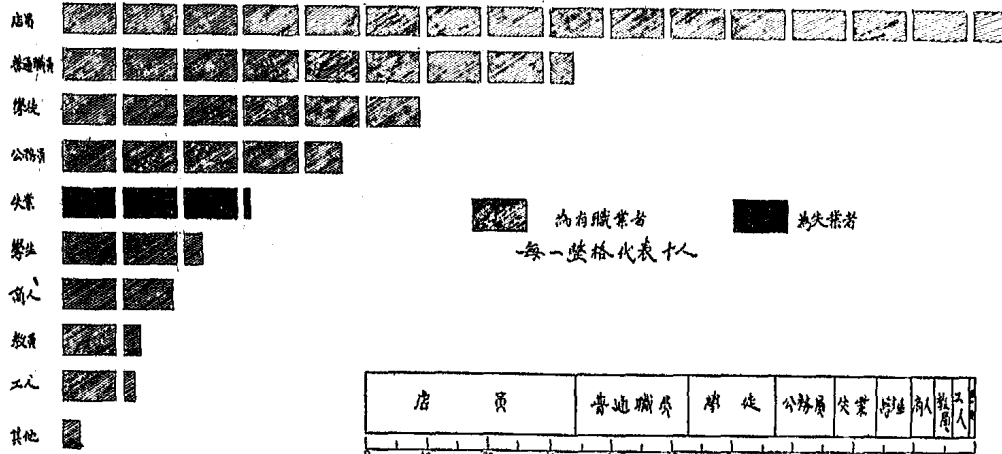 店員
普通職員
學徒
公務員
失業
學生
商人
教員
工人
其他
為有職業者
為失業者
每一整格代表十人
店員 普通職員 學徒 公務員 失業 學生 商人 教員 工人